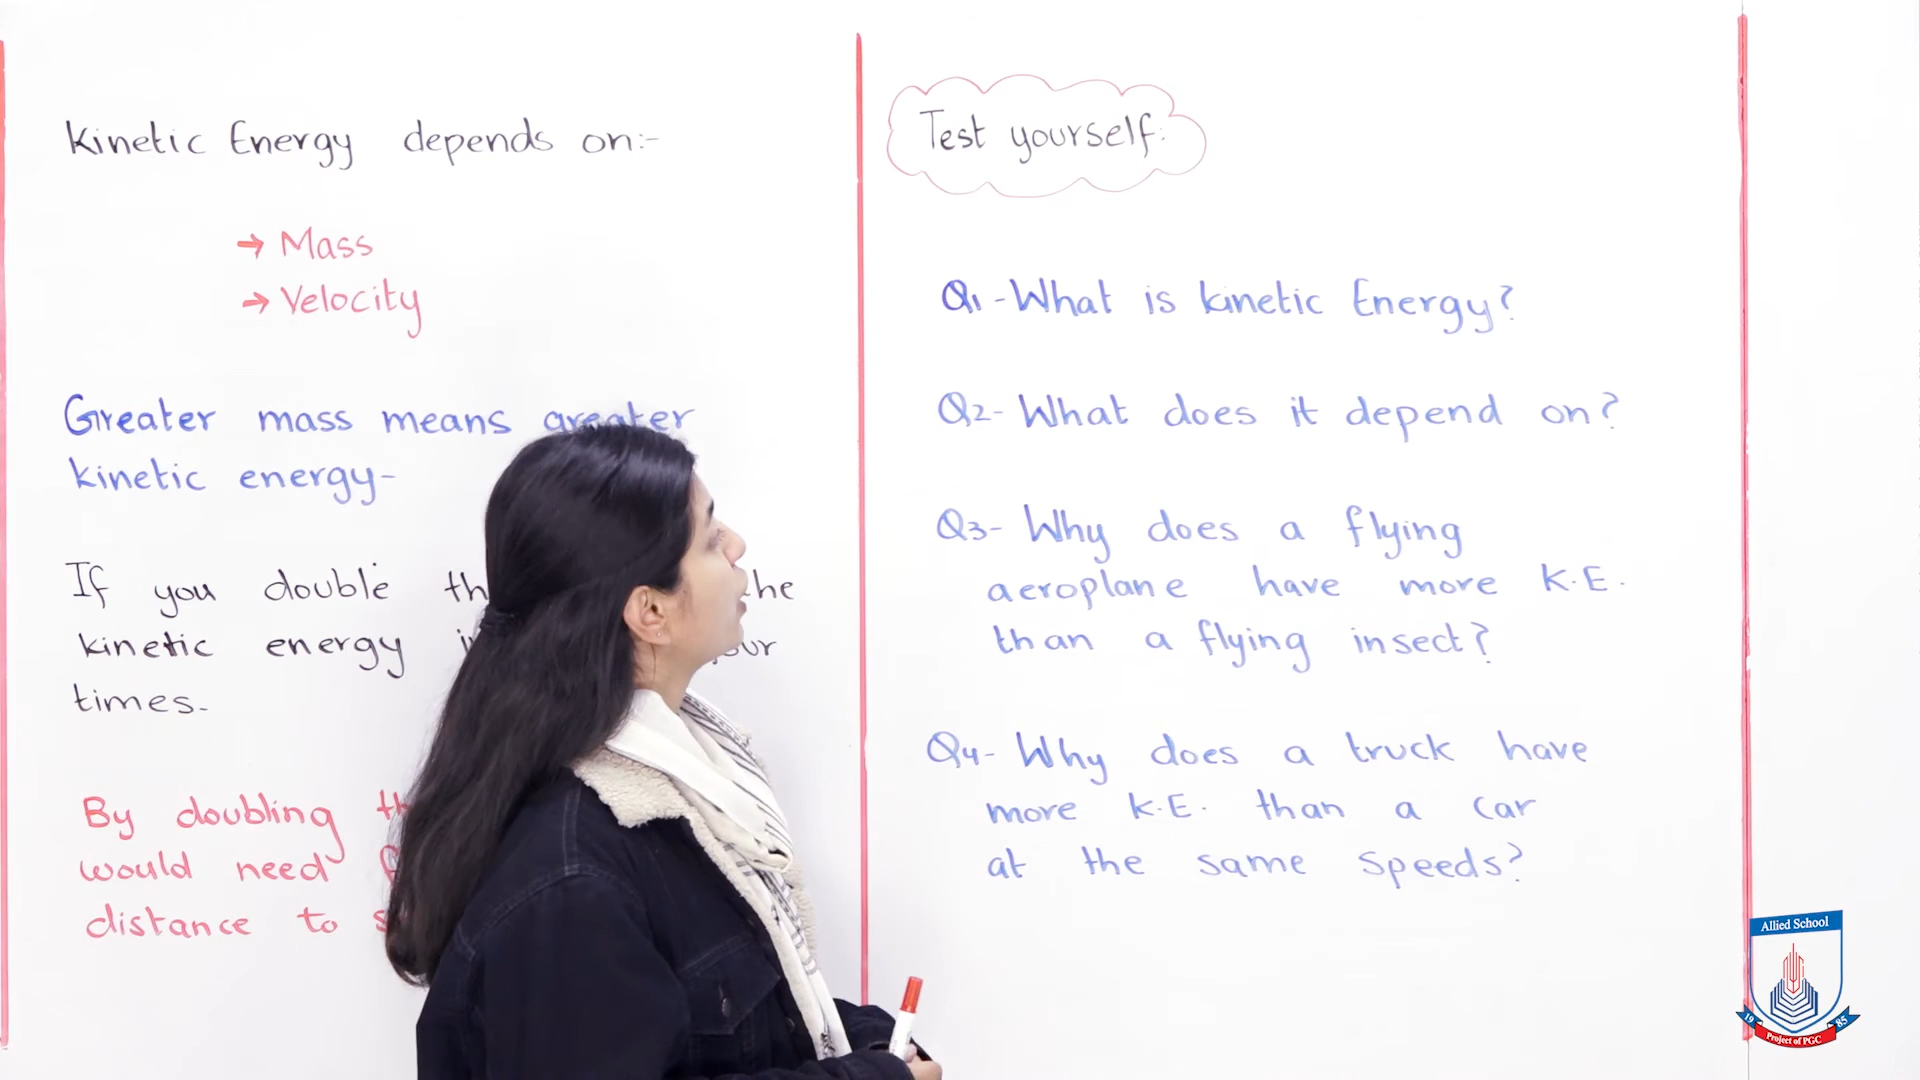 Kinetic Energy depends on:-
→ Mass
→ Velocity
Greater mass means greater
kinetic energy-
If you double
kinetic energy
times-
By doubling
would need
distance to
Test yourself:
Q1-What is kinetic Energy?
Q2- What does it depend on?
Q3- Why does a flying
aeroplane have more K.E.
than a flying insect?
Q4- Why does a truck have
more K.E. than a car
at the same speeds?
Allied School
19 85
Project of PGC